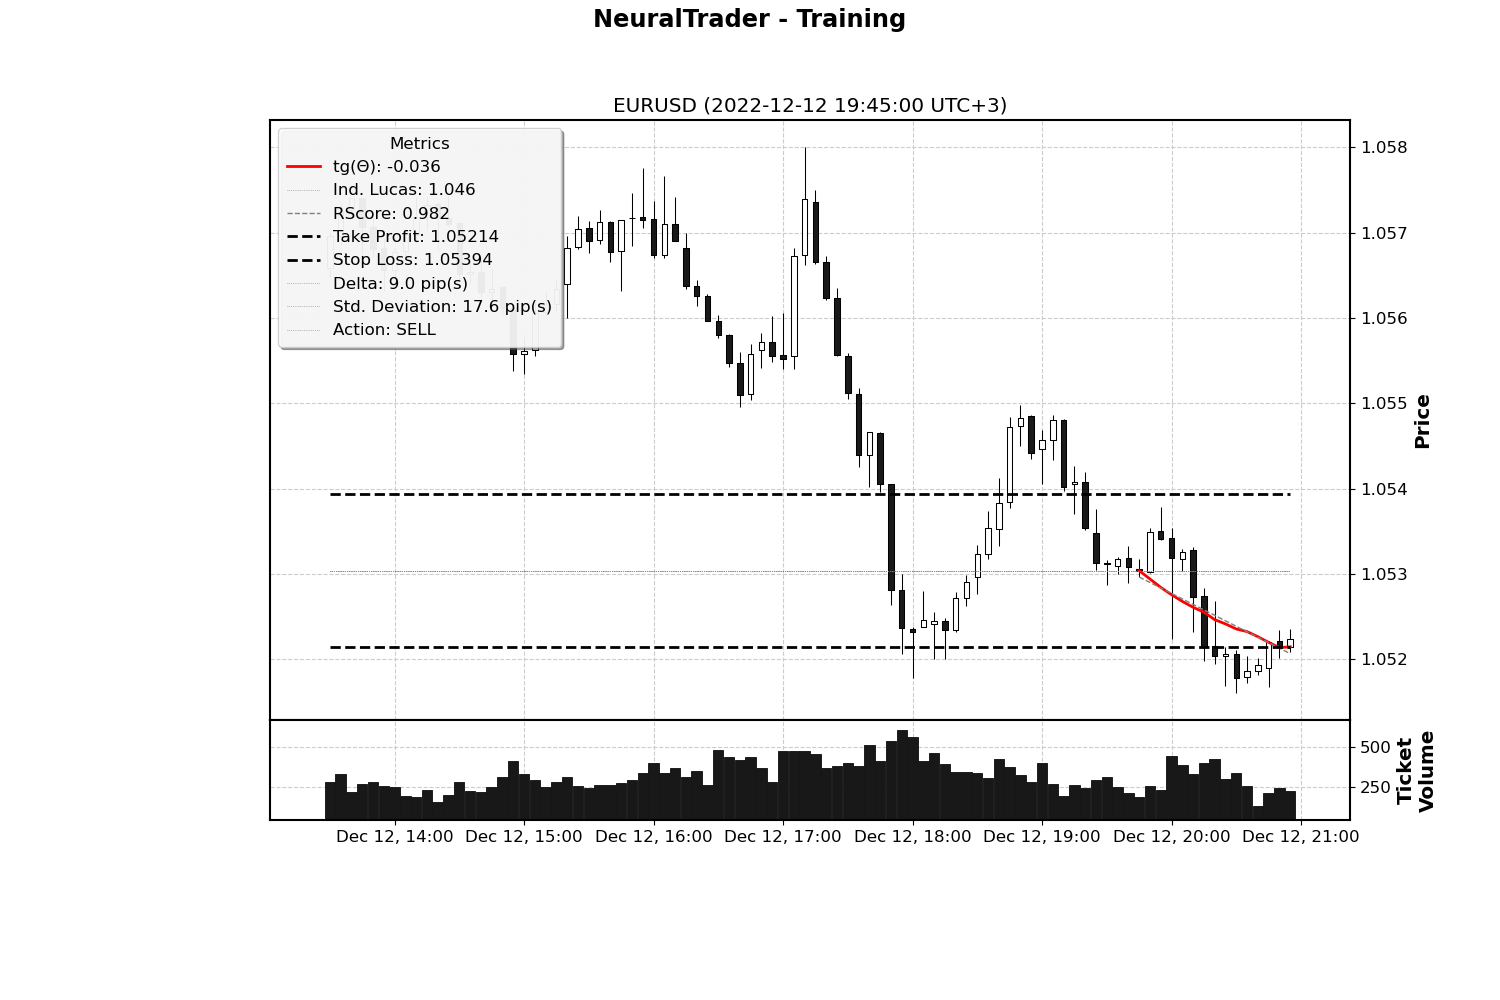 NeuralTrader - Training
EURUSD (2022-12-12 19:45:00 UTC+3)
Metrics
tg(Θ): -0.036
Ind. Lucas: 1.046
RScore: 0.982
Take Profit: 1.05214
Stop Loss: 1.05394
Delta: 9.0 pip(s)
Std. Deviation: 17.6 pip(s)
Action: SELL
1.058
1.057
1.056
1.055
1.054
1.053
1.052
Price
500
250
Ticket
Volume
Dec 12, 14:00
Dec 12, 15:00
Dec 12, 16:00
Dec 12, 17:00
Dec 12, 18:00
Dec 12, 19:00
Dec 12, 20:00
Dec 12, 21:00